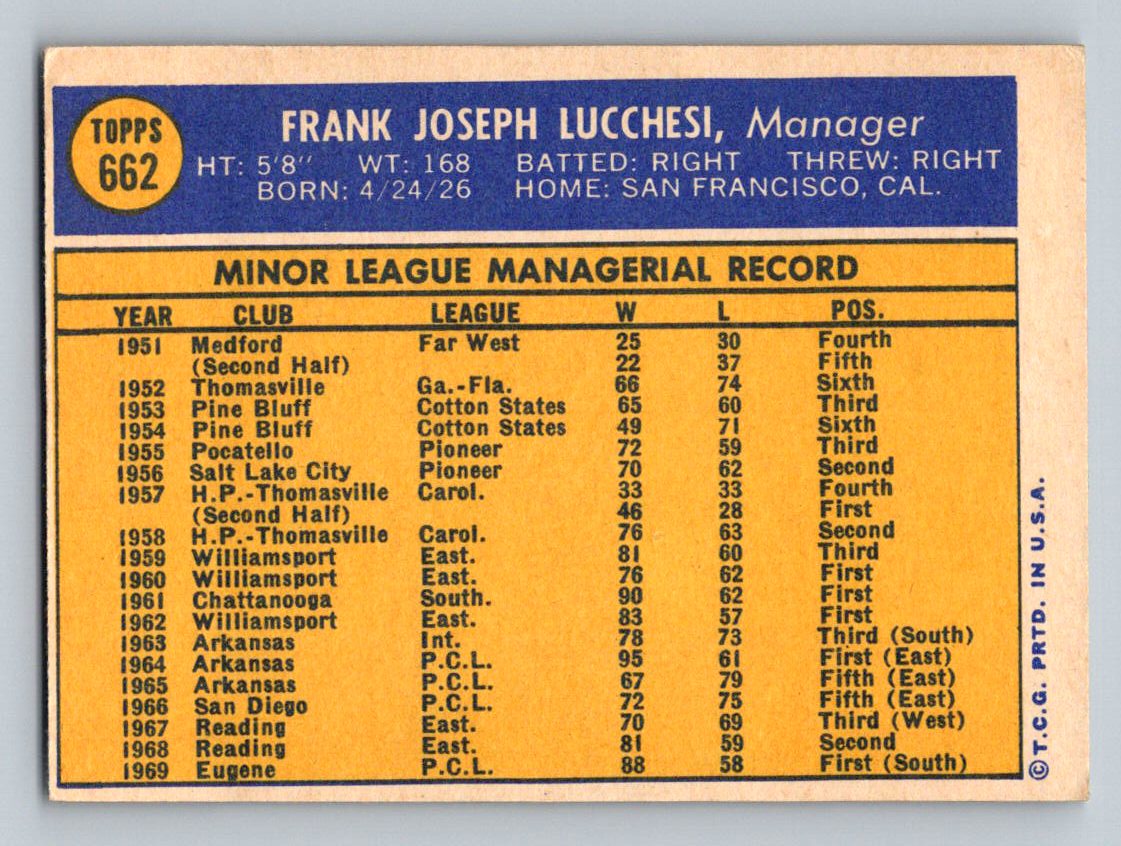 TOPPS
662
FRANK JOSEPH LUCCHESI, Manager
HT: 5'8" WT: 168 BATTED: RIGHT THREW: RIGHT
BORN: 4/24/26 HOME: SAN FRANCISCO, CAL.
MINOR LEAGUE MANAGERIAL RECORD
YEAR CLUB LEAGUE W L POS.
1951 Medford Far West 25 30 Fourth
(Second Half) 22 37 Fifth
1952 Thomasville Ga.-Fla. 66 74 Sixth
1953 Pine Bluff Cotton States 65 60 Third
1954 Pine Bluff Cotton States 49 71 Sixth
1955 Pocatello Pioneer 72 59 Third
1956 Salt Lake City Pioneer 70 62 Second
1957 H.P.-Thomasville Carol. 33 33 Fourth
(Second Half) 46 28 First
1958 H.P.-Thomasville Carol. 76 63 Second
1959 Williamsport East. 81 60 Third
1960 Williamsport East. 76 62 First
1961 Chattanooga South. 90 62 First
1962 Williamsport East. 83 57 First
1963 Arkansas Int. 78 73 Third (South)
1964 Arkansas P.C.L. 95 61 First (East)
1965 Arkansas P.C.L. 67 79 Fifth (East)
1966 San Diego P.C.L. 72 75 Fifth (East)
1967 Reading East. 70 69 Third (West)
1968 Reading East. 81 59 Second
1969 Eugene P.C.L. 88 58 First (South)
© T.C.G. PRTD. IN U.S.A.